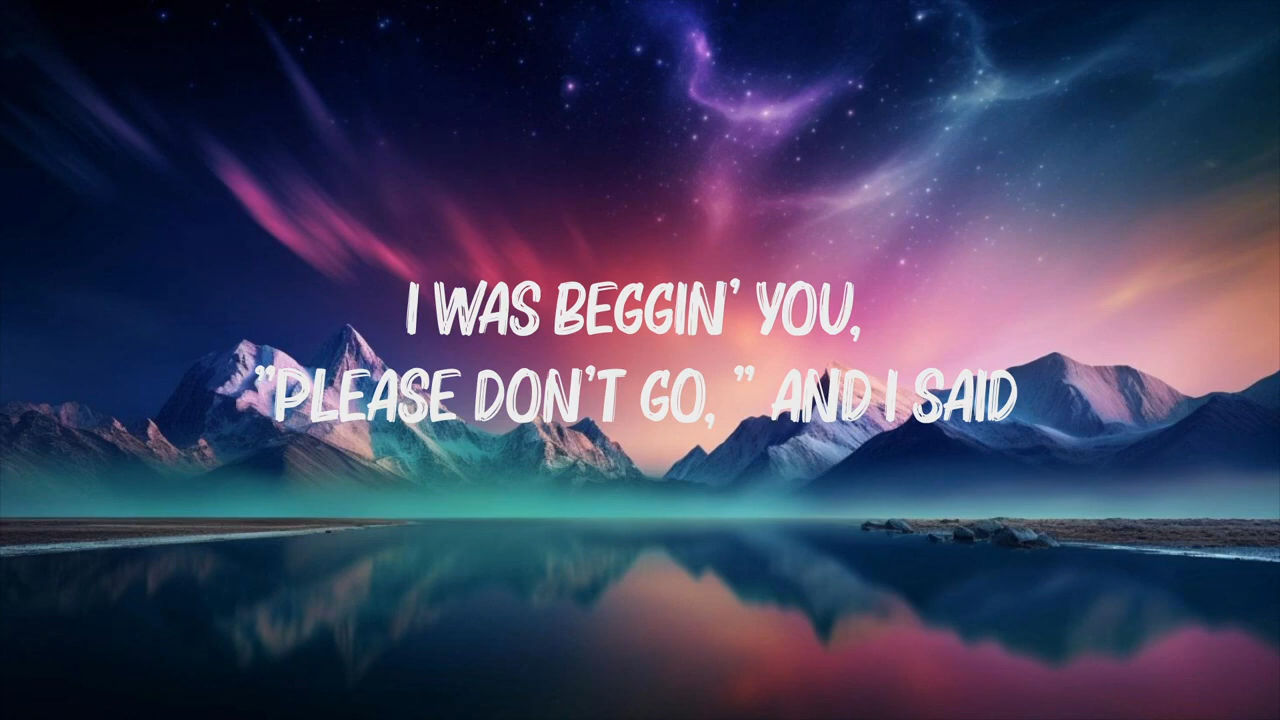 I WAS BEGGIN' YOU,
"PLEASE DON'T GO, " AND I SAID